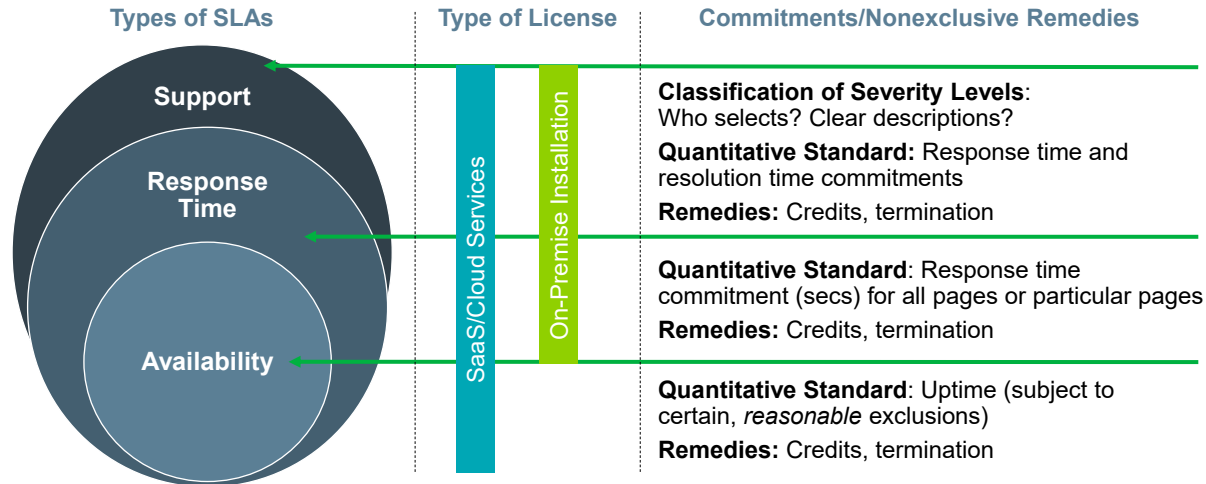 Types of SLAs
Type of License
Commitments/Nonexclusive Remedies
Support
Response
Time
Availability
SaaS/Cloud Services
On-Premise Installation
Classification of Severity Levels:
Who selects? Clear descriptions?
Quantitative Standard: Response time and
resolution time commitments
Remedies: Credits, termination
Quantitative Standard: Response time
commitment (secs) for all pages or particular pages
Remedies: Credits, termination
Quantitative Standard: Uptime (subject to
certain, reasonable exclusions)
Remedies: Credits, termination